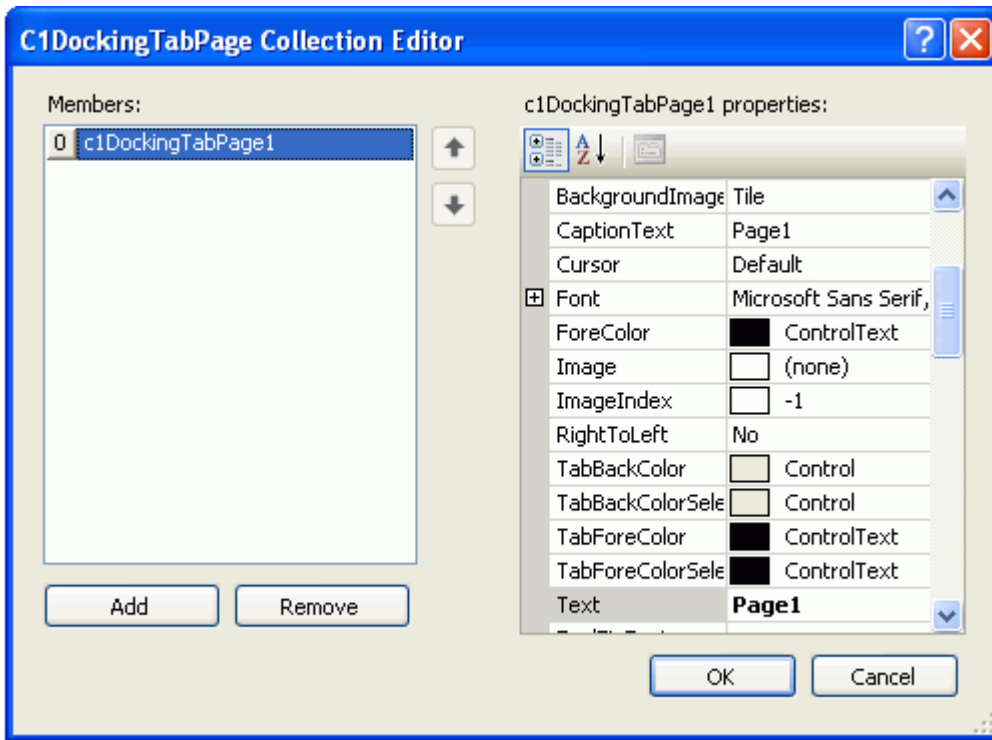 C1DockingTabPage Collection Editor
Members:
0 c1DockingTabPage1
Add Remove
c1DockingTabPage1 properties:
BackgroundImage Tile
CaptionText Page1
Cursor Default
Font Microsoft Sans Serif,
ForeColor ControlText
Image (none)
ImageIndex -1
RightToLeft No
TabBackColor Control
TabBackColorSele Control
TabForeColor ControlText
TabForeColorSele ControlText
Text Page1
OK Cancel